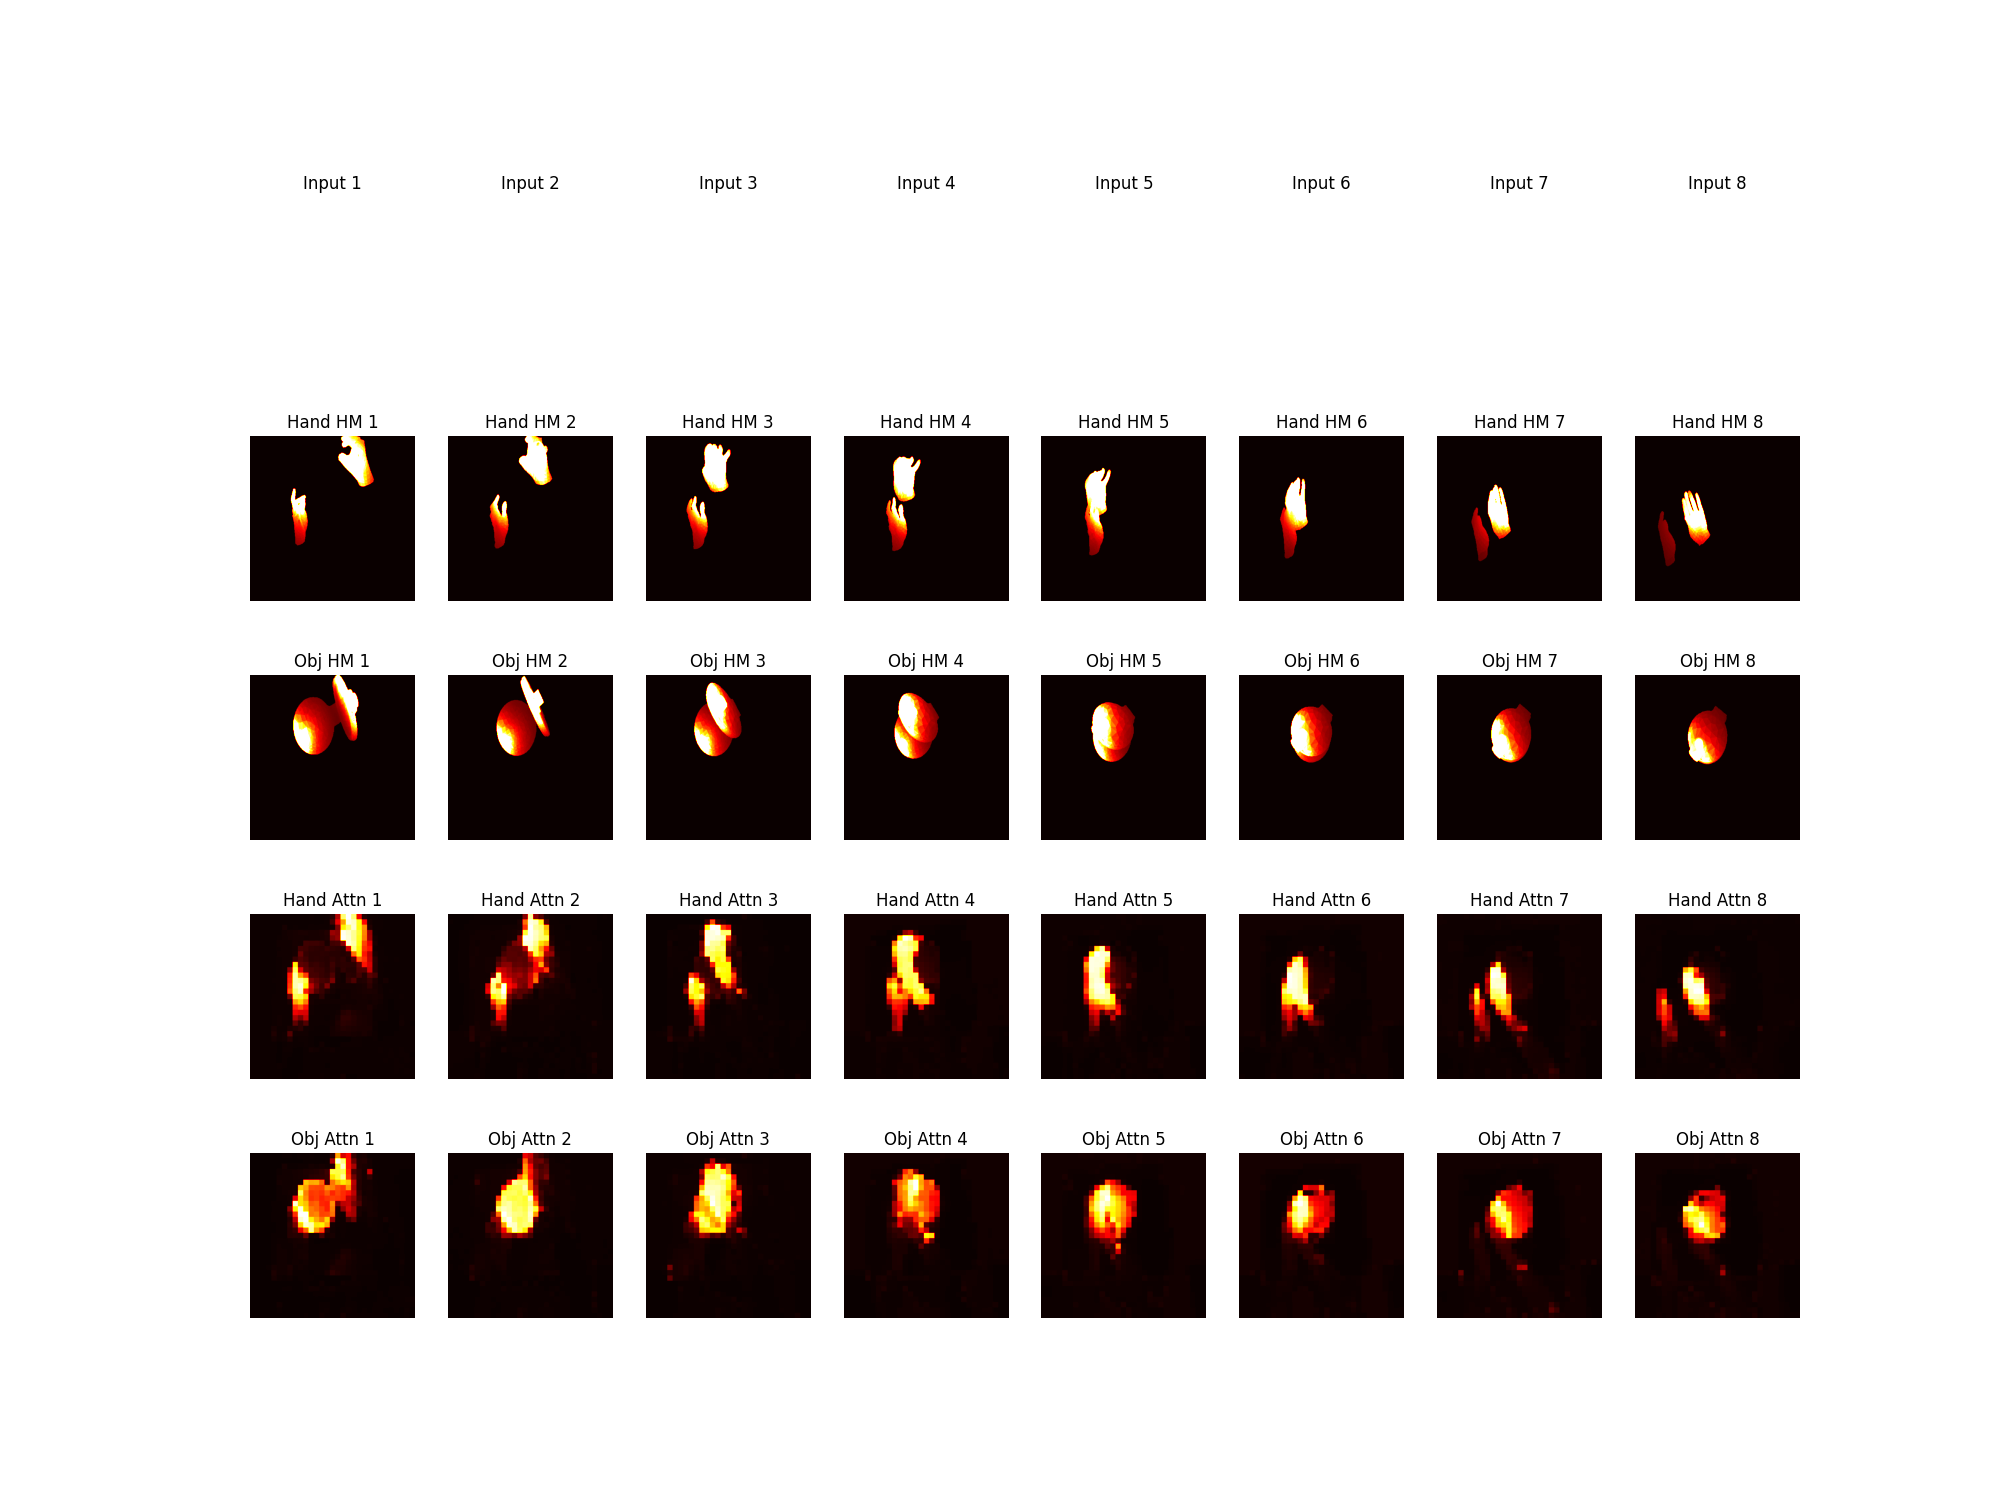 Input 1 Input 2 Input 3 Input 4 Input 5 Input 6 Input 7 Input 8
Hand HM 1 Hand HM 2 Hand HM 3 Hand HM 4 Hand HM 5 Hand HM 6 Hand HM 7 Hand HM 8
Obj HM 1 Obj HM 2 Obj HM 3 Obj HM 4 Obj HM 5 Obj HM 6 Obj HM 7 Obj HM 8
Hand Attn 1 Hand Attn 2 Hand Attn 3 Hand Attn 4 Hand Attn 5 Hand Attn 6 Hand Attn 7 Hand Attn 8
Obj Attn 1 Obj Attn 2 Obj Attn 3 Obj Attn 4 Obj Attn 5 Obj Attn 6 Obj Attn 7 Obj Attn 8